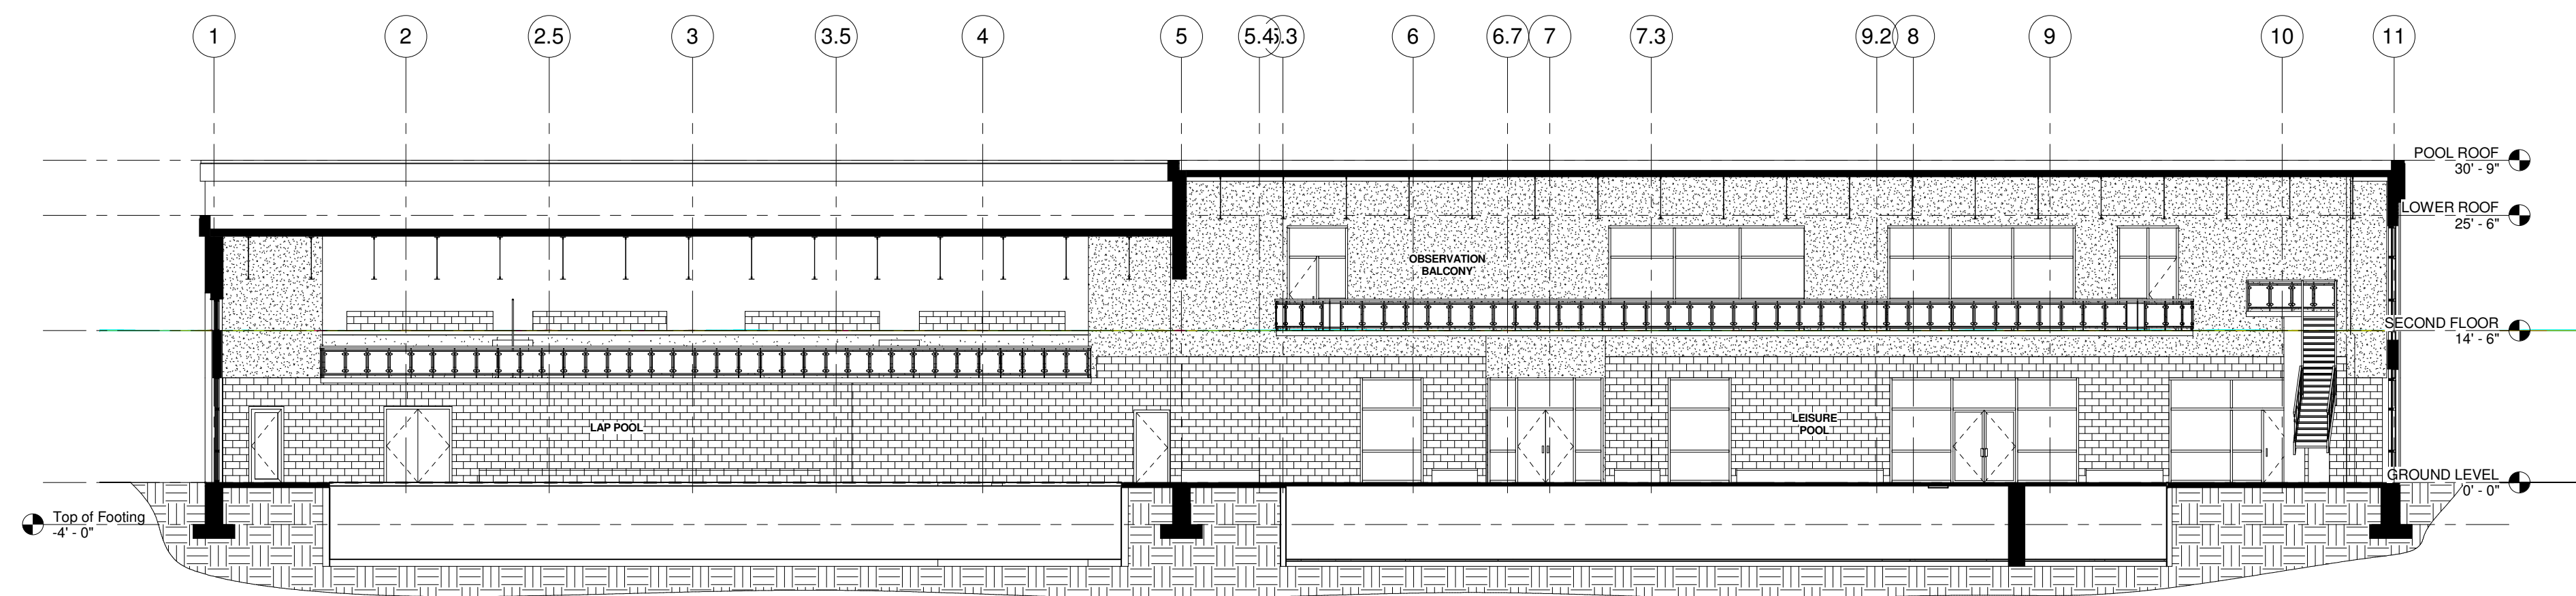 1
2
2.5
3
3.5
4
5
5.4
6
6.7
7
7.3
9.2
8
9
10
11
POOL ROOF
30' - 9"
LOWER ROOF
25' - 6"
OBSERVATION
BALCONY
SECOND FLOOR
14' - 6"
LAP POOL
LEISURE
POOL
GROUND LEVEL
0' - 0"
Top of Footing
-4' - 0"